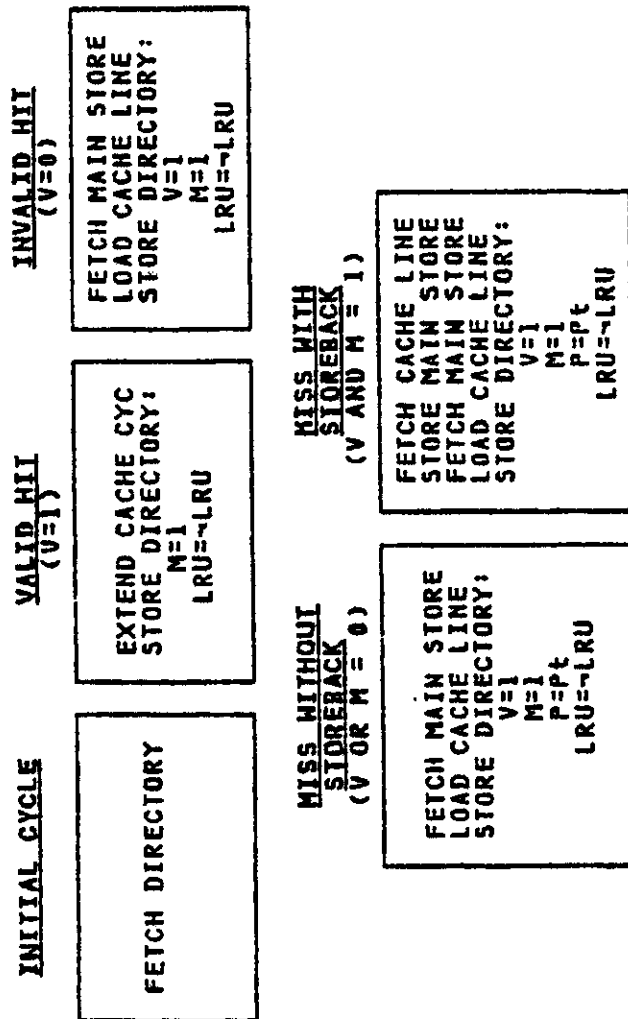 INITIAL CYCLE
FETCH DIRECTORY
VALID HIT
(V=1)
EXTEND CACHE CYC
STORE DIRECTORY:
M=1
LRU=¬LRU
INVALID HIT
(V=0)
FETCH MAIN STORE
LOAD CACHE LINE
STORE DIRECTORY:
V=1
M=1
LRU=¬LRU
MISS WITHOUT
STOREBACK
(V OR M = 0)
FETCH MAIN STORE
LOAD CACHE LINE
STORE DIRECTORY:
V=1
M=1
P=Pt
LRU=¬LRU
MISS WITH
STOREBACK
(V AND M = 1)
FETCH CACHE LINE
STORE MAIN STORE
FETCH MAIN STORE
LOAD CACHE LINE
STORE DIRECTORY:
V=1
M=1
P=Pt
LRU=¬LRU